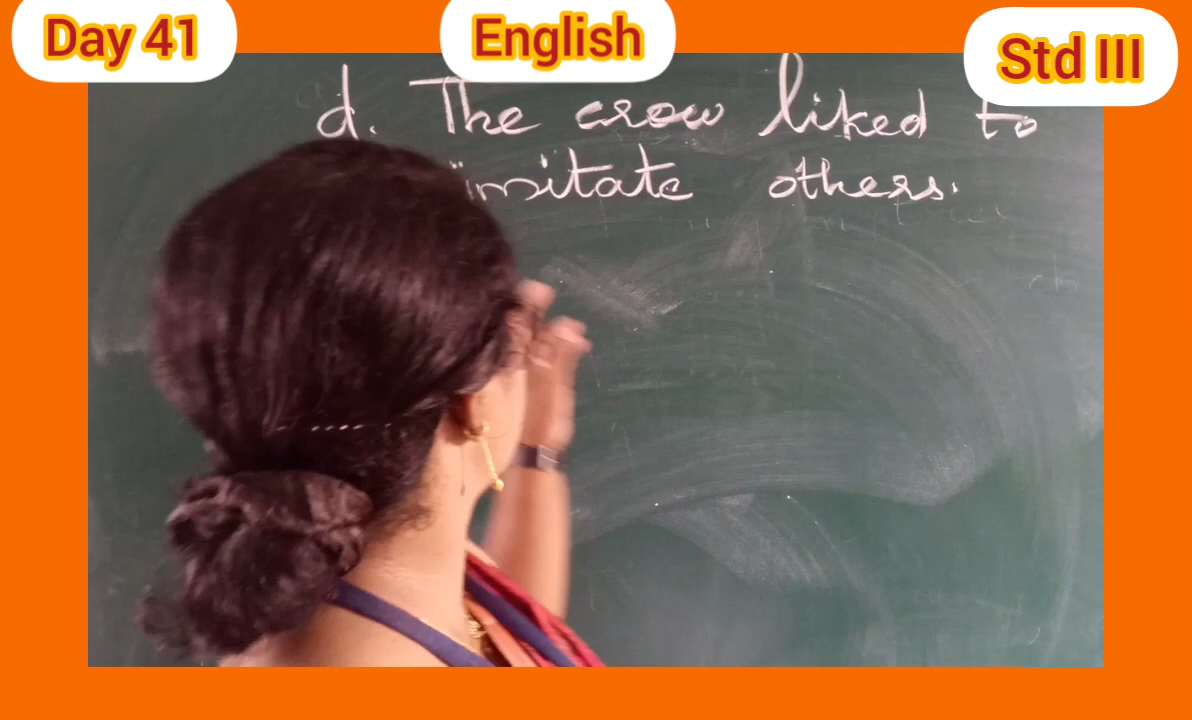 Day 41
English
Std III
d. The crow liked to
imitate others.